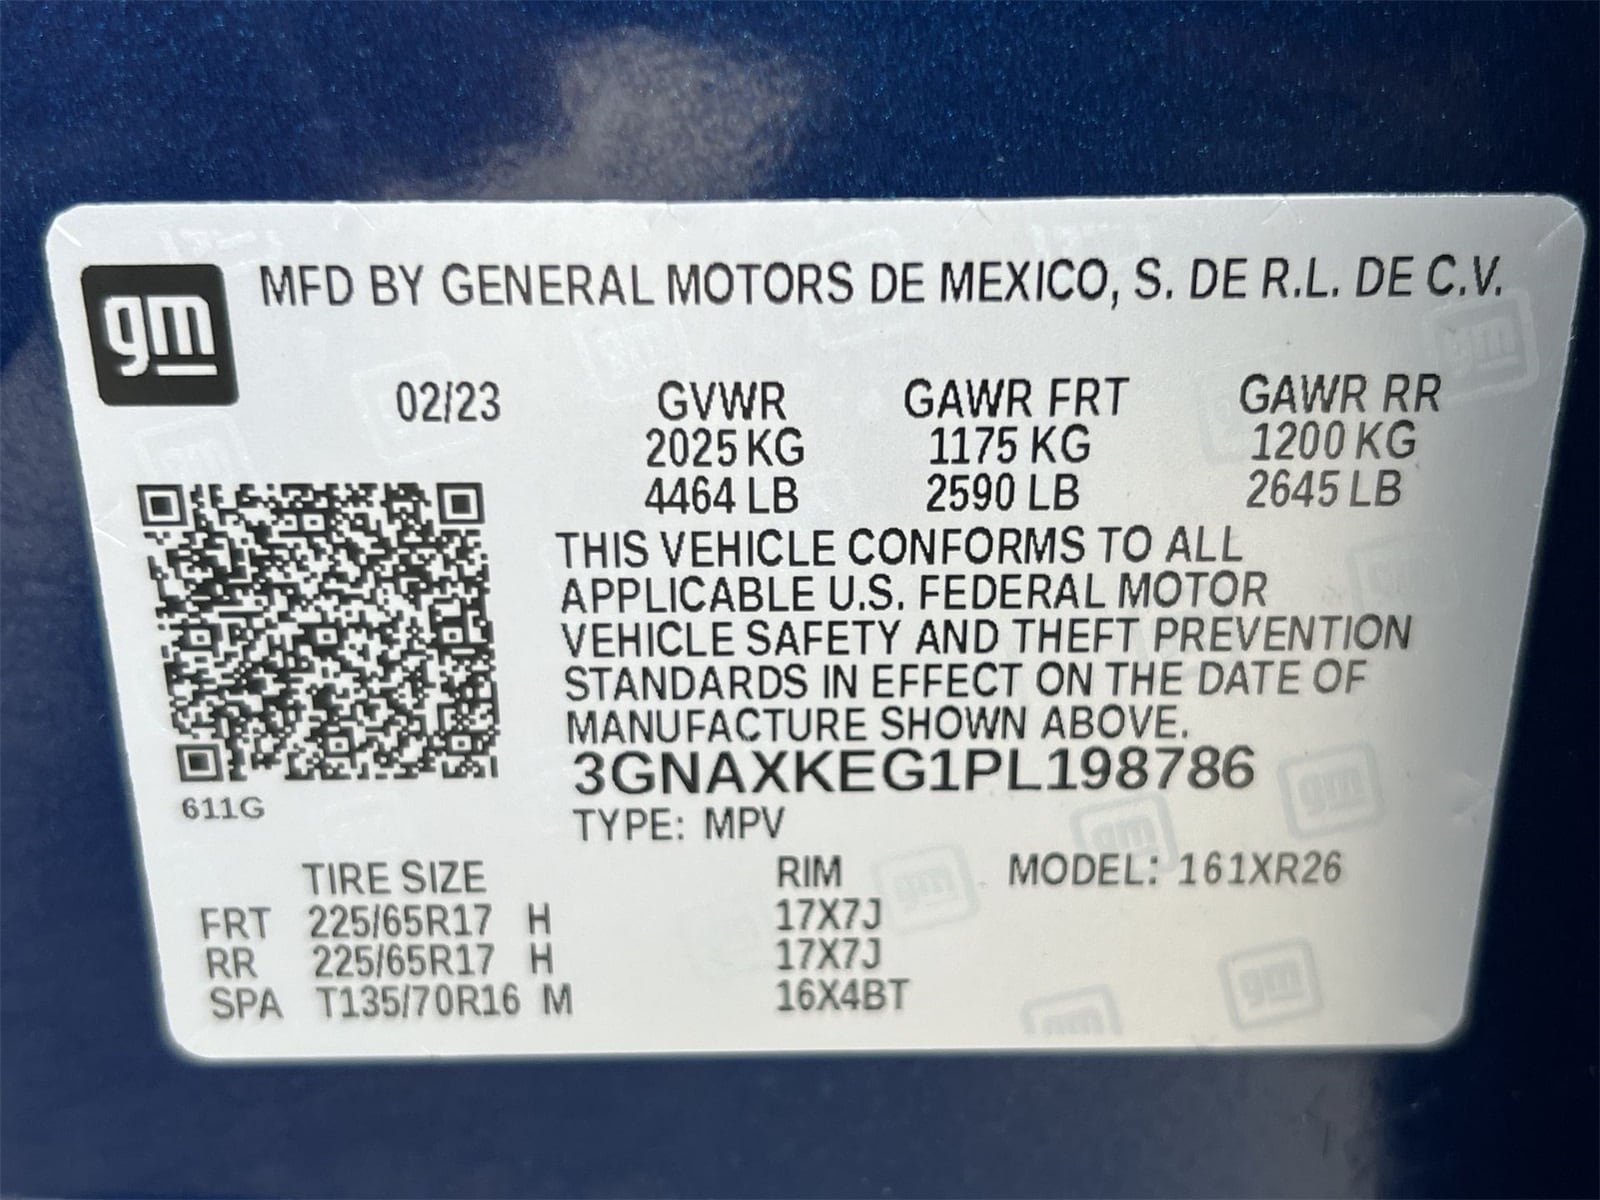 gm MFD BY GENERAL MOTORS DE MEXICO, S. DE R.L. DE C.V.
02/23 GVWR GAWR FRT GAWR RR
2025 KG 1175 KG 1200 KG
4464 LB 2590 LB 2645 LB
THIS VEHICLE CONFORMS TO ALL
APPLICABLE U.S. FEDERAL MOTOR
VEHICLE SAFETY AND THEFT PREVENTION
STANDARDS IN EFFECT ON THE DATE OF
MANUFACTURE SHOWN ABOVE.
3GNAXKEG1PL198786
611G
TYPE: MPV
TIRE SIZE RIM MODEL: 161XR26
FRT 225/65R17 H 17X7J
RR 225/65R17 H 17X7J
SPA T135/70R16 M 16X4BT